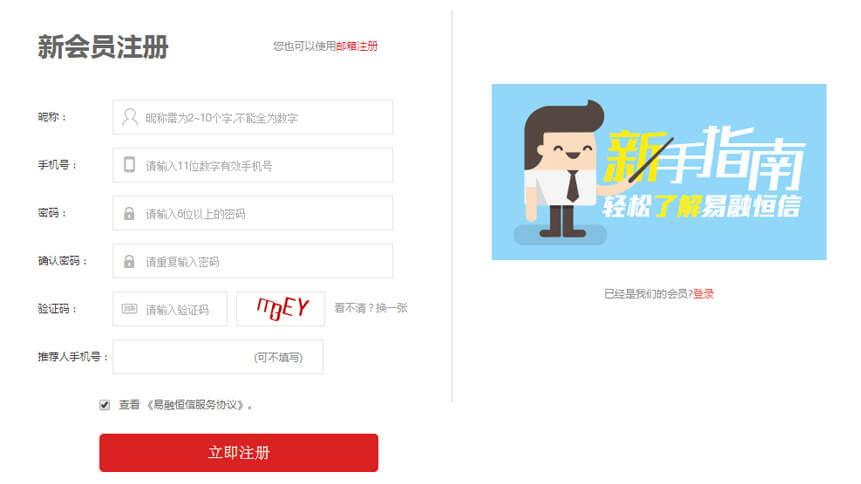 新会员注册
您也可以使用邮箱注册
昵称：
昵称需为2~10个字,不能全为数字
手机号：
请输入11位数字有效手机号
密码：
请输入6位以上的密码
确认密码：
请重复输入密码
验证码：
请输入验证码
mBEY
看不清？换一张
推荐人手机号：
(可不填写)
查看 《易融恒信服务协议》。
立即注册
新手指南
轻松了解易融恒信
已经是我们的会员?登录